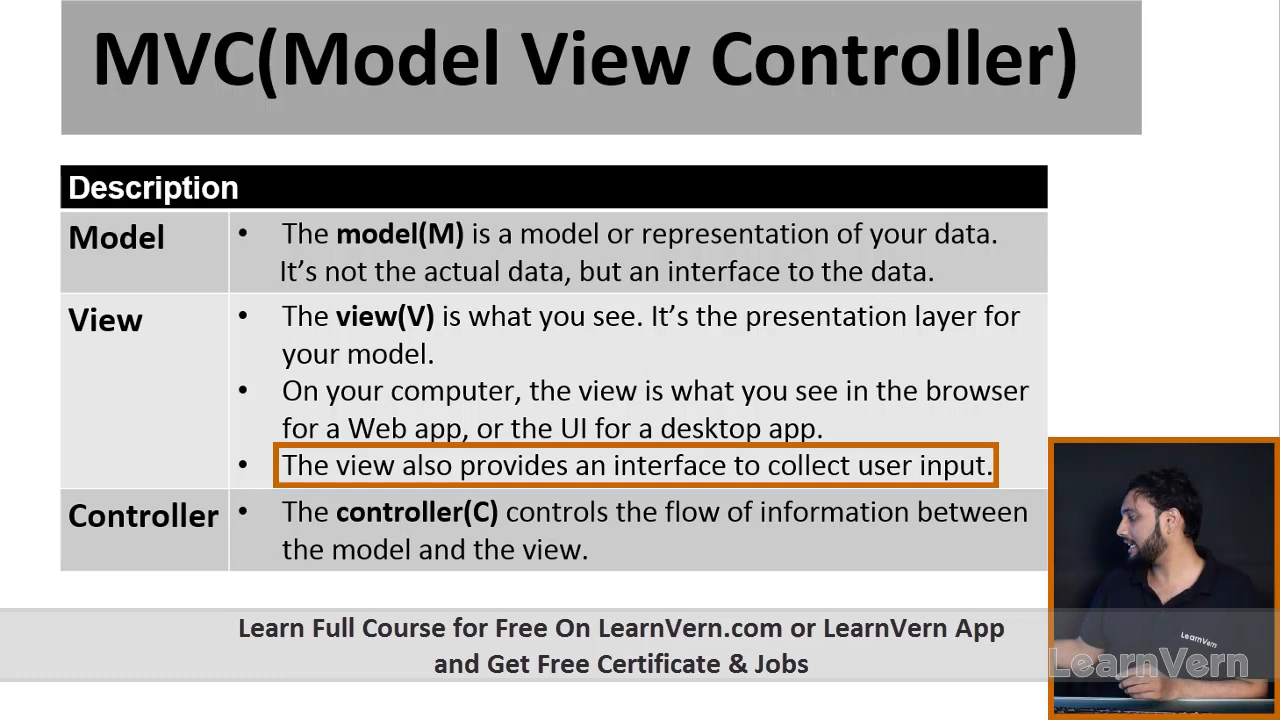 MVC(Model View Controller)
Description
Model
• The model(M) is a model or representation of your data.
It’s not the actual data, but an interface to the data.
View
• The view(V) is what you see. It’s the presentation layer for
your model.
• On your computer, the view is what you see in the browser
for a Web app, or the UI for a desktop app.
• The view also provides an interface to collect user input.
Controller
• The controller(C) controls the flow of information between
the model and the view.
Learn Full Course for Free On LearnVern.com or LearnVern App
and Get Free Certificate & Jobs
LearnVern
LearnVern